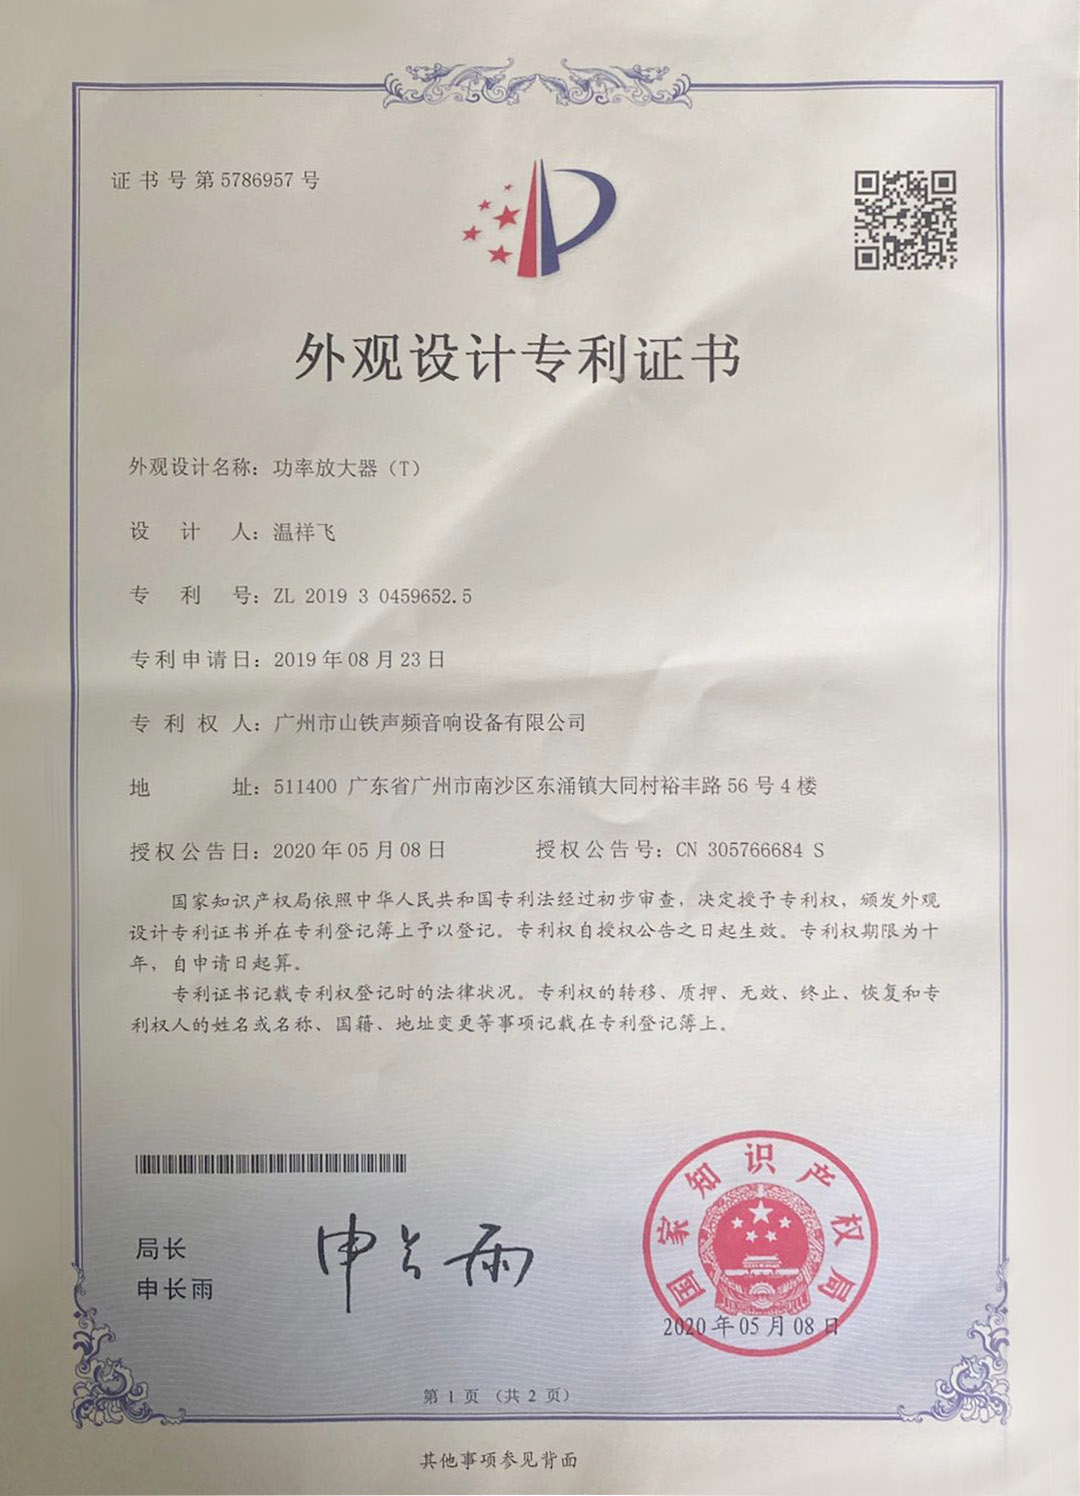 证书号第5786957号
外观设计专利证书
外观设计名称：功率放大器（T）
设计人：温祥飞
专利号：ZL 2019 3 0459652.5
专利申请日：2019年08月23日
专利权人：广州市山铁声频音响设备有限公司
地址：511400 广东省广州市南沙区东涌镇大同村裕丰路56号4楼
授权公告日：2020年05月08日 授权公告号：CN 305766684 S
国家知识产权局依照中华人民共和国专利法经过初步审查，决定授予专利权，颁发外观
设计专利证书并在专利登记簿上予以登记。专利权自授权公告之日起生效。专利权期限为十
年，自申请日起算。
专利证书记载专利权登记时的法律状况。专利权的转移、质押、无效、终止、恢复和专
利权人的姓名或名称、国籍、地址变更等事项记载在专利登记簿上。
局长
申长雨
申长雨
国家知识产权局
2020年05月08日
第1页（共2页）
其他事项参见背面